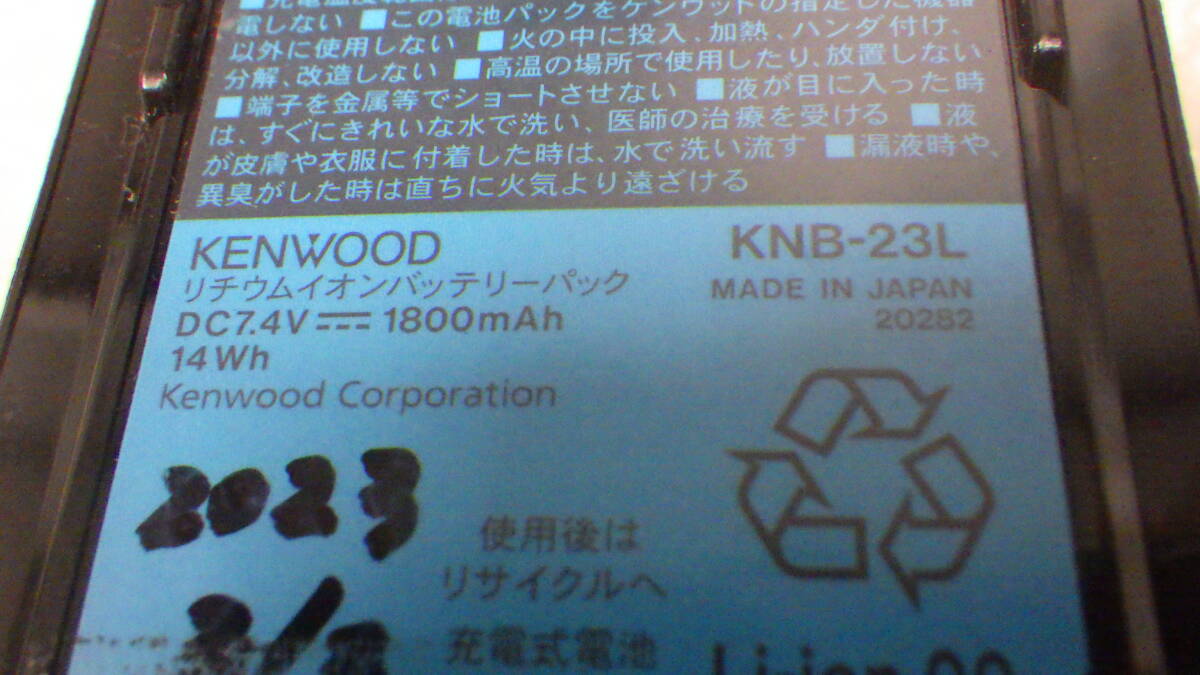 電しない ■この電池パックをケンウッドの指定した機器
以外に使用しない ■火の中に投入、加熱、ハンダ付け、
分解、改造しない ■高温の場所で使用したり、放置しない
■端子を金属等でショートさせない ■液が目に入った時
は、すぐにきれいな水で洗い、医師の治療を受ける ■液
が皮膚や衣服に付着した時は、水で洗い流す ■漏液時や、
異臭がした時は直ちに火気より遠ざける
KENWOOD
KNB-23L
リチウムイオンバッテリーパック
MADE IN JAPAN
DC7.4V 1800mAh
20282
14Wh
Kenwood Corporation
2023
使用後は
リサイクルへ
充電式電池
Li-ion 00